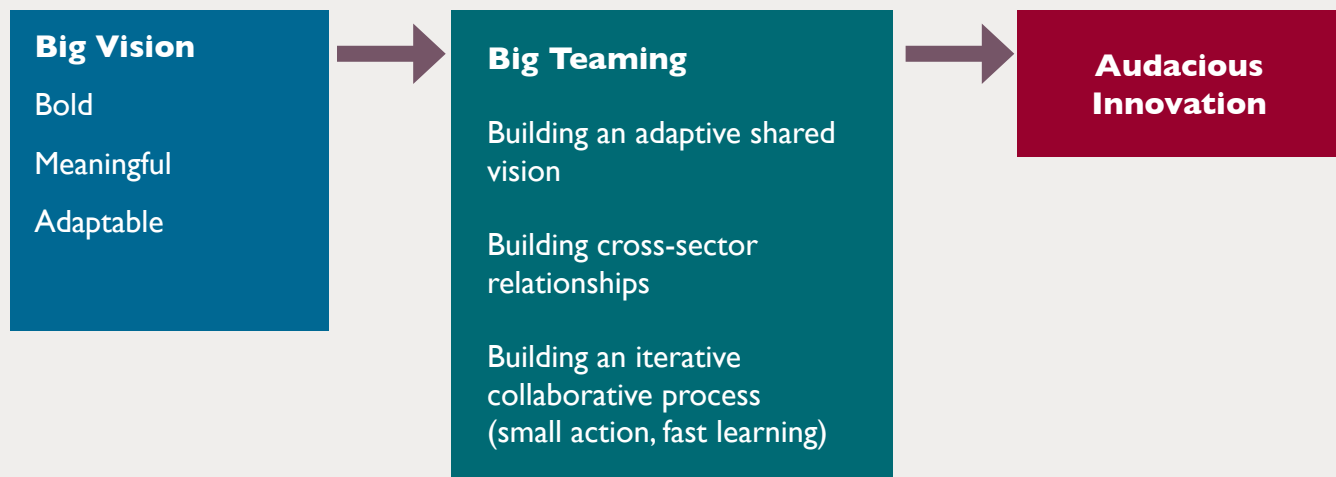 Big Vision
Bold
Meaningful
Adaptable
Big Teaming
Building an adaptive shared
vision
Building cross-sector
relationships
Building an iterative
collaborative process
(small action, fast learning)
Audacious
Innovation